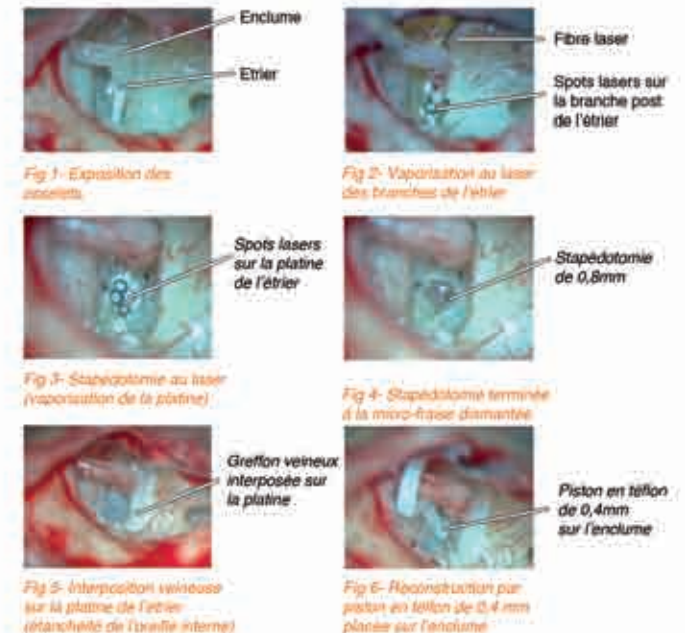 Enclume
Etrier
Fig 1- Exposition des
osselets
Fibre laser
Spots lasers sur
la branche post
de l'étrier
Fig 2- Vaporisation au laser
des branches de l'étrier
Spots lasers
sur la platine
de l'étrier
Fig 3- Stapédotomie au laser
(vaporisation de la platine)
Stapédotomie
de 0,8mm
Fig 4- Stapédotomie terminée
à la micro-fraise diamantée
Greffon veineux
interposée sur
la platine
Fig 5- Interposition veineuse
sur la platine de l'étrier
(étanchéité de l'oreille interne)
Piston en téflon
de 0,4mm
sur l'enclume
Fig 6- Reconstruction par
piston en téflon de 0,4 mm
placée sur l'enclume